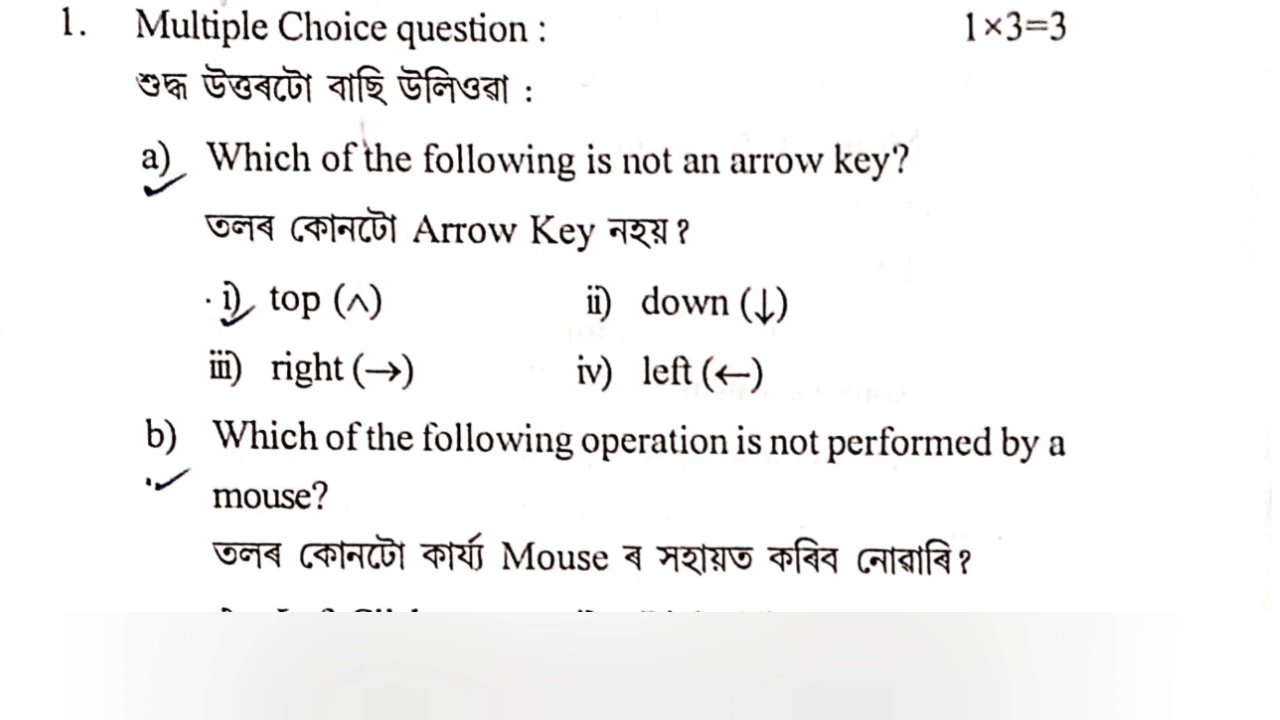 1. Multiple Choice question : 1×3=3
শুদ্ধ উত্তৰটো বাছি উলিওৱা :
a) Which of the following is not an arrow key?
তলৰ কোনটো Arrow Key নহয়?
i) top (^) ii) down (↓)
iii) right (→) iv) left (←)
b) Which of the following operation is not performed by a
mouse?
তলৰ কোনটো কাৰ্য্য Mouse ৰ সহায়ত কৰিব নোৱাৰি?